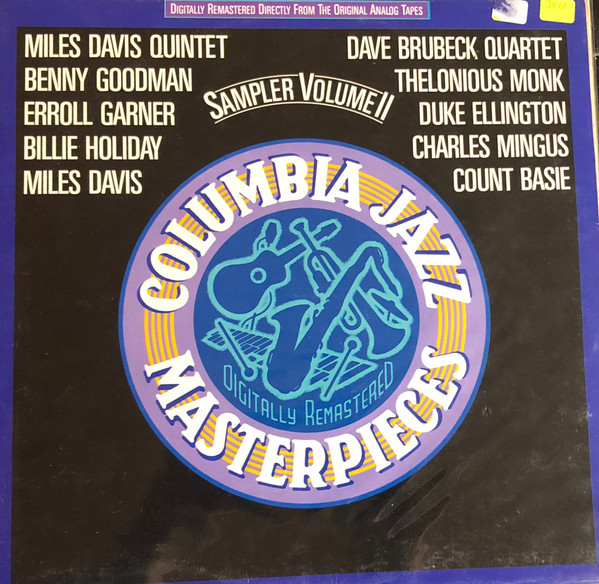 DIGITALLY REMASTERED DIRECTLY FROM THE ORIGINAL ANALOG TAPES
MILES DAVIS QUINTET
BENNY GOODMAN
ERROLL GARNER
BILLIE HOLIDAY
MILES DAVIS
SAMPLER VOLUME II
DAVE BRUBECK QUARTET
THELONIOUS MONK
DUKE ELLINGTON
CHARLES MINGUS
COUNT BASIE
COLUMBIA JAZZ
MASTERPIECES
DIGITALLY REMASTERED